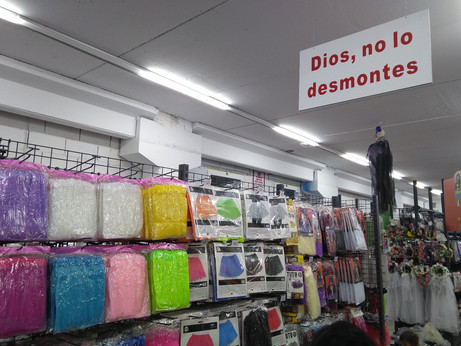 Dios, no lo
desmontes